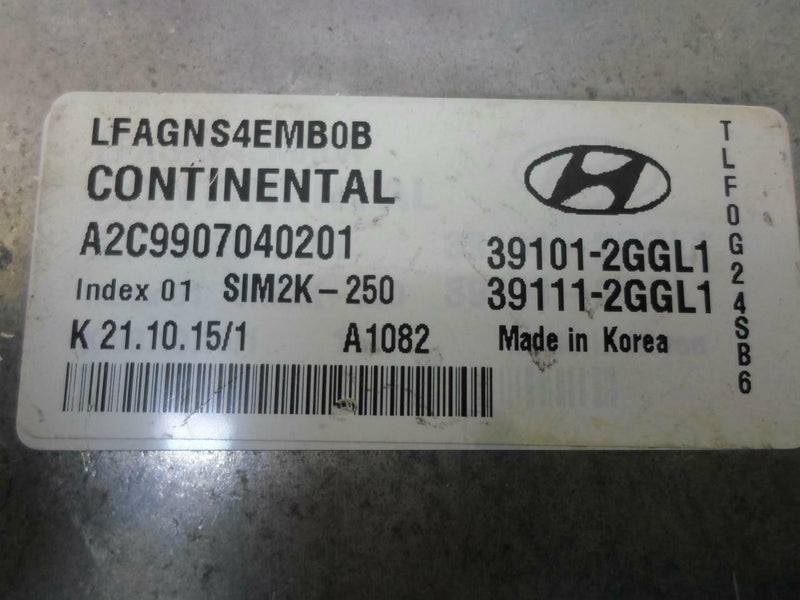 LFAGNS4EMB0B
CONTINENTAL
A2C9907040201
39101-2GGL1
Index 01 SIM2K-250
39111-2GGL1
K 21.10.15/1 A1082 Made in Korea
TLF0G24SB6